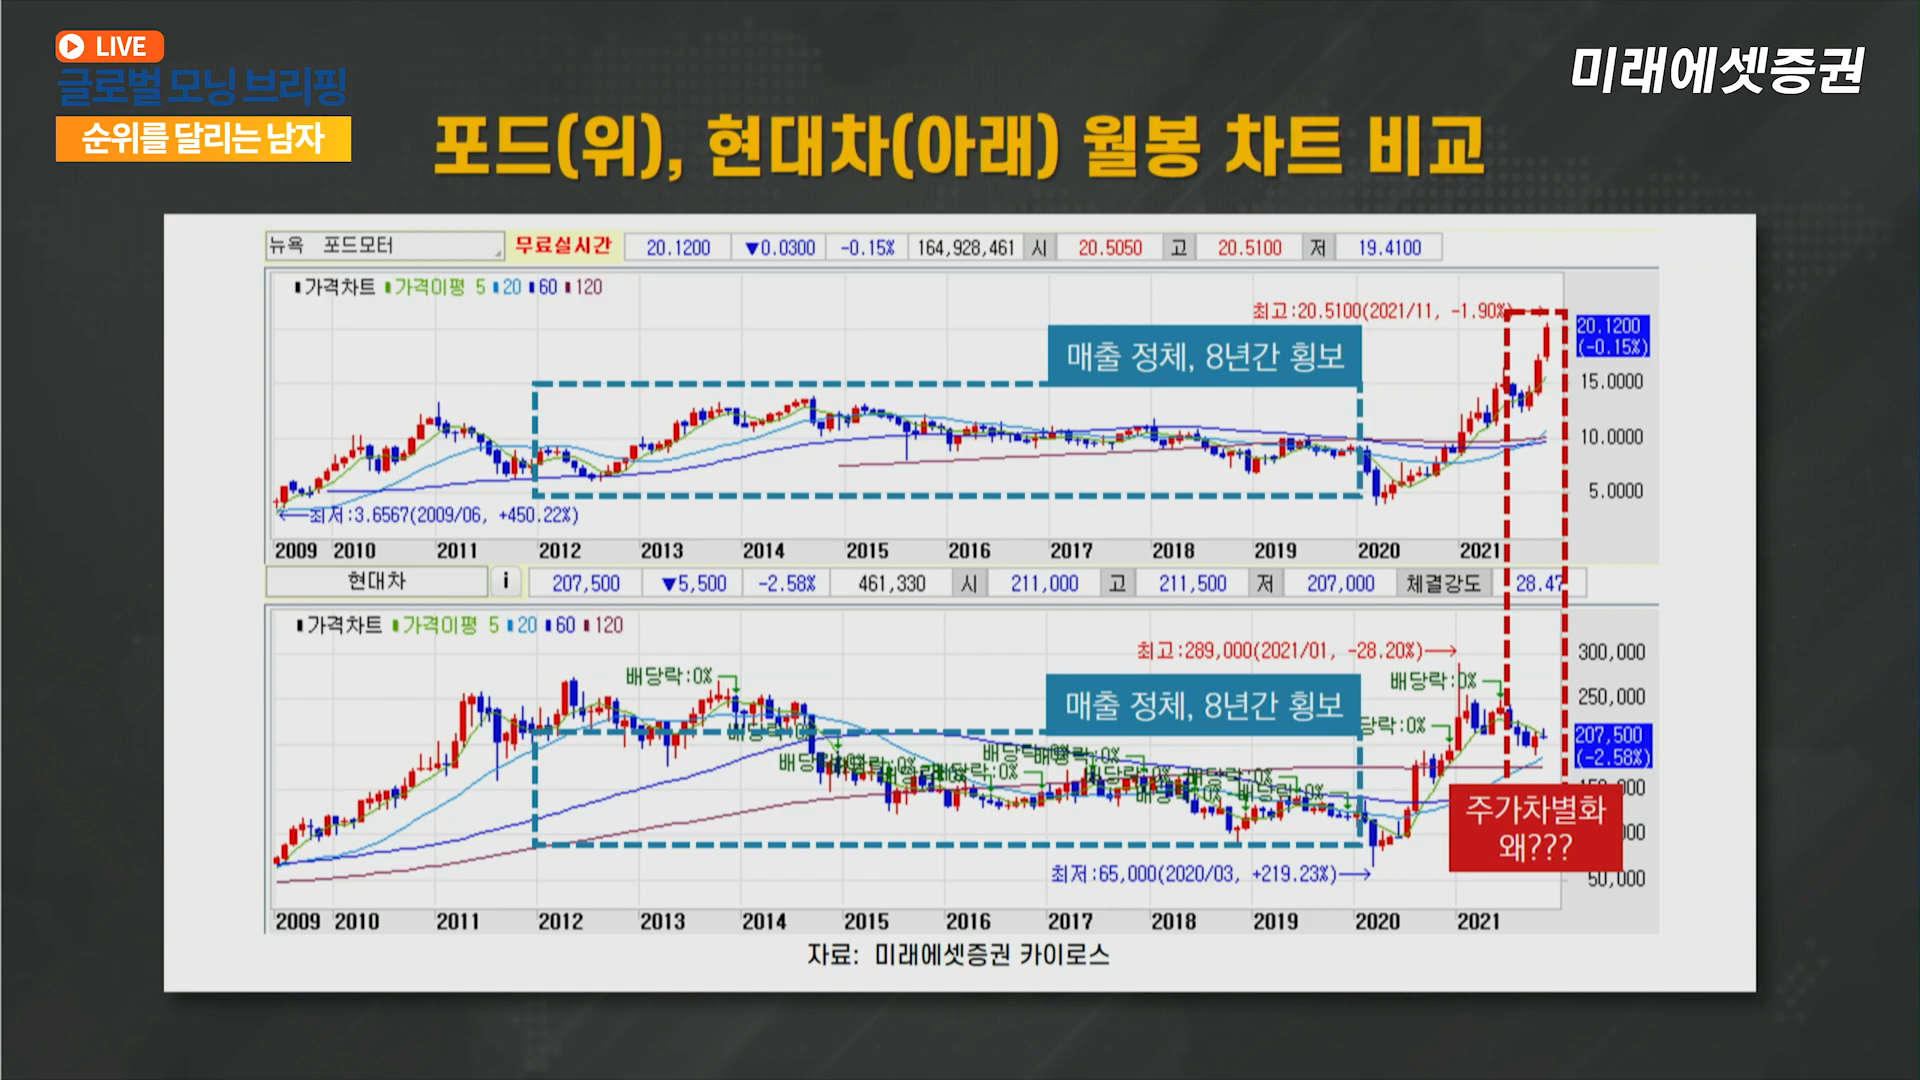 LIVE
글로벌 모닝 브리핑
순위를 달리는 남자
미래에셋증권
포드(위), 현대차(아래) 월봉 차트 비교
뉴욕 포드모터 무료실시간 20.1200 ▼0.0300 -0.15% 164,928,461 시 20.5050 고 20.5100 저 19.4100
가격차트 가격이평 5 20 60 120
최고:20.5100(2021/11, -1.90%)
매출 정체, 8년간 횡보
20.1200
(-0.15%)
15.0000
10.0000
5.0000
최저:3.6567(2009/06, +450.22%)
2009 2010 2011 2012 2013 2014 2015 2016 2017 2018 2019 2020 2021
현대차 i 207,500 ▼5,500 -2.58% 461,330 시 211,000 고 211,500 저 207,000 체결강도 28.47
가격차트 가격이평 5 20 60 120
최고:289,000(2021/01, -28.20%)
300,000
배당락:0%
배당락:0%
250,000
매출 정체, 8년간 횡보
207,500
(-2.58%)
주가차별화
왜???
최저:65,000(2020/03, +219.23%)
50,000
2009 2010 2011 2012 2013 2014 2015 2016 2017 2018 2019 2020 2021
자료: 미래에셋증권 카이로스